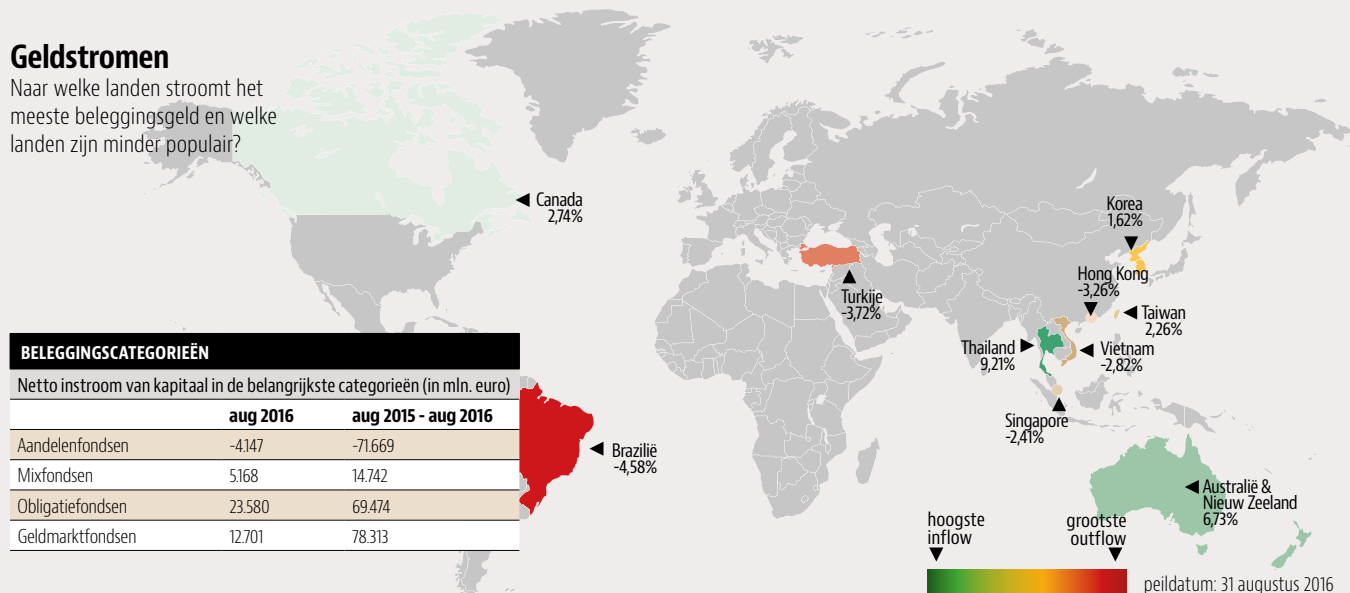 Geldstromen
Naar welke landen stroomt het
meeste beleggingsgeld en welke
landen zijn minder populair?
Canada
2,74%
Korea
1,62%
Hong Kong
-3,26%
Turkije
-3,72%
Taiwan
2,26%
Thailand
9,21%
Vietnam
-2,82%
Singapore
-2,41%
Brazilië
-4,58%
Australië &
Nieuw Zeeland
6,73%
BELEGGINGSCATEGORIEËN
Netto instroom van kapitaal in de belangrijkste categorieën (in mln. euro)
aug 2016 aug 2015 - aug 2016
Aandelenfondsen -4.147 -71.669
Mixfondsen 5.168 14.742
Obligatiefondsen 23.580 69.474
Geldmarktfondsen 12.701 78.313
hoogste
inflow
grootste
outflow
peildatum: 31 augustus 2016